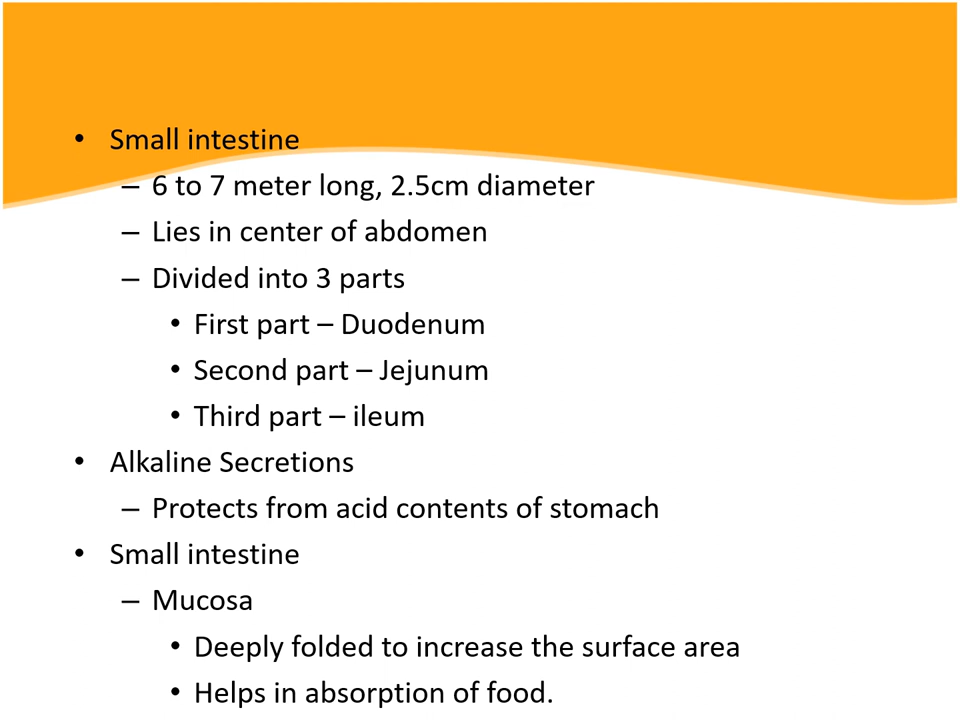 • Small intestine
– 6 to 7 meter long, 2.5cm diameter
– Lies in center of abdomen
– Divided into 3 parts
• First part – Duodenum
• Second part – Jejunum
• Third part – ileum
• Alkaline Secretions
– Protects from acid contents of stomach
• Small intestine
– Mucosa
• Deeply folded to increase the surface area
• Helps in absorption of food.